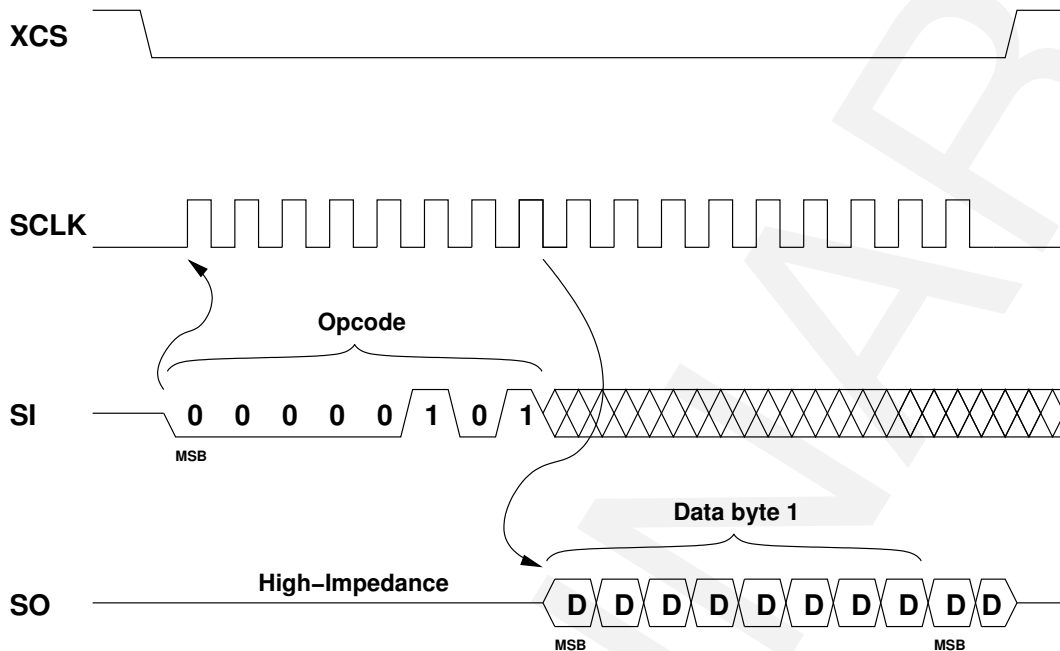 XCS
SCLK
Opcode
SI 0 0 0 0 0 1 0 1
MSB
Data byte 1
High−Impedance
SO D D D D D D D D D D
MSB MSB